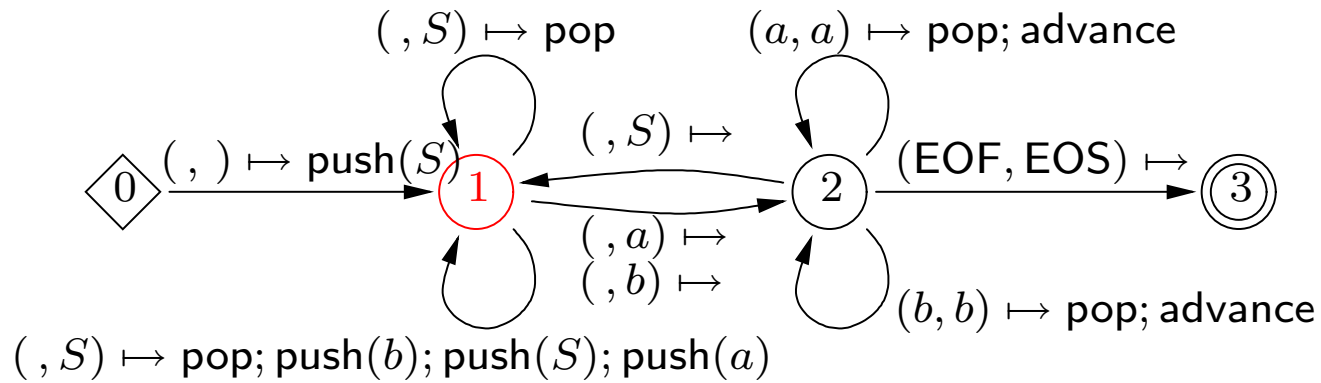 ( , S) ↦ pop
(a, a) ↦ pop; advance
( , S) ↦
( , ) ↦ push(S)
(EOF, EOS) ↦
0
1
2
3
( , a) ↦
( , b) ↦
(b, b) ↦ pop; advance
( , S) ↦ pop; push(b); push(S); push(a)